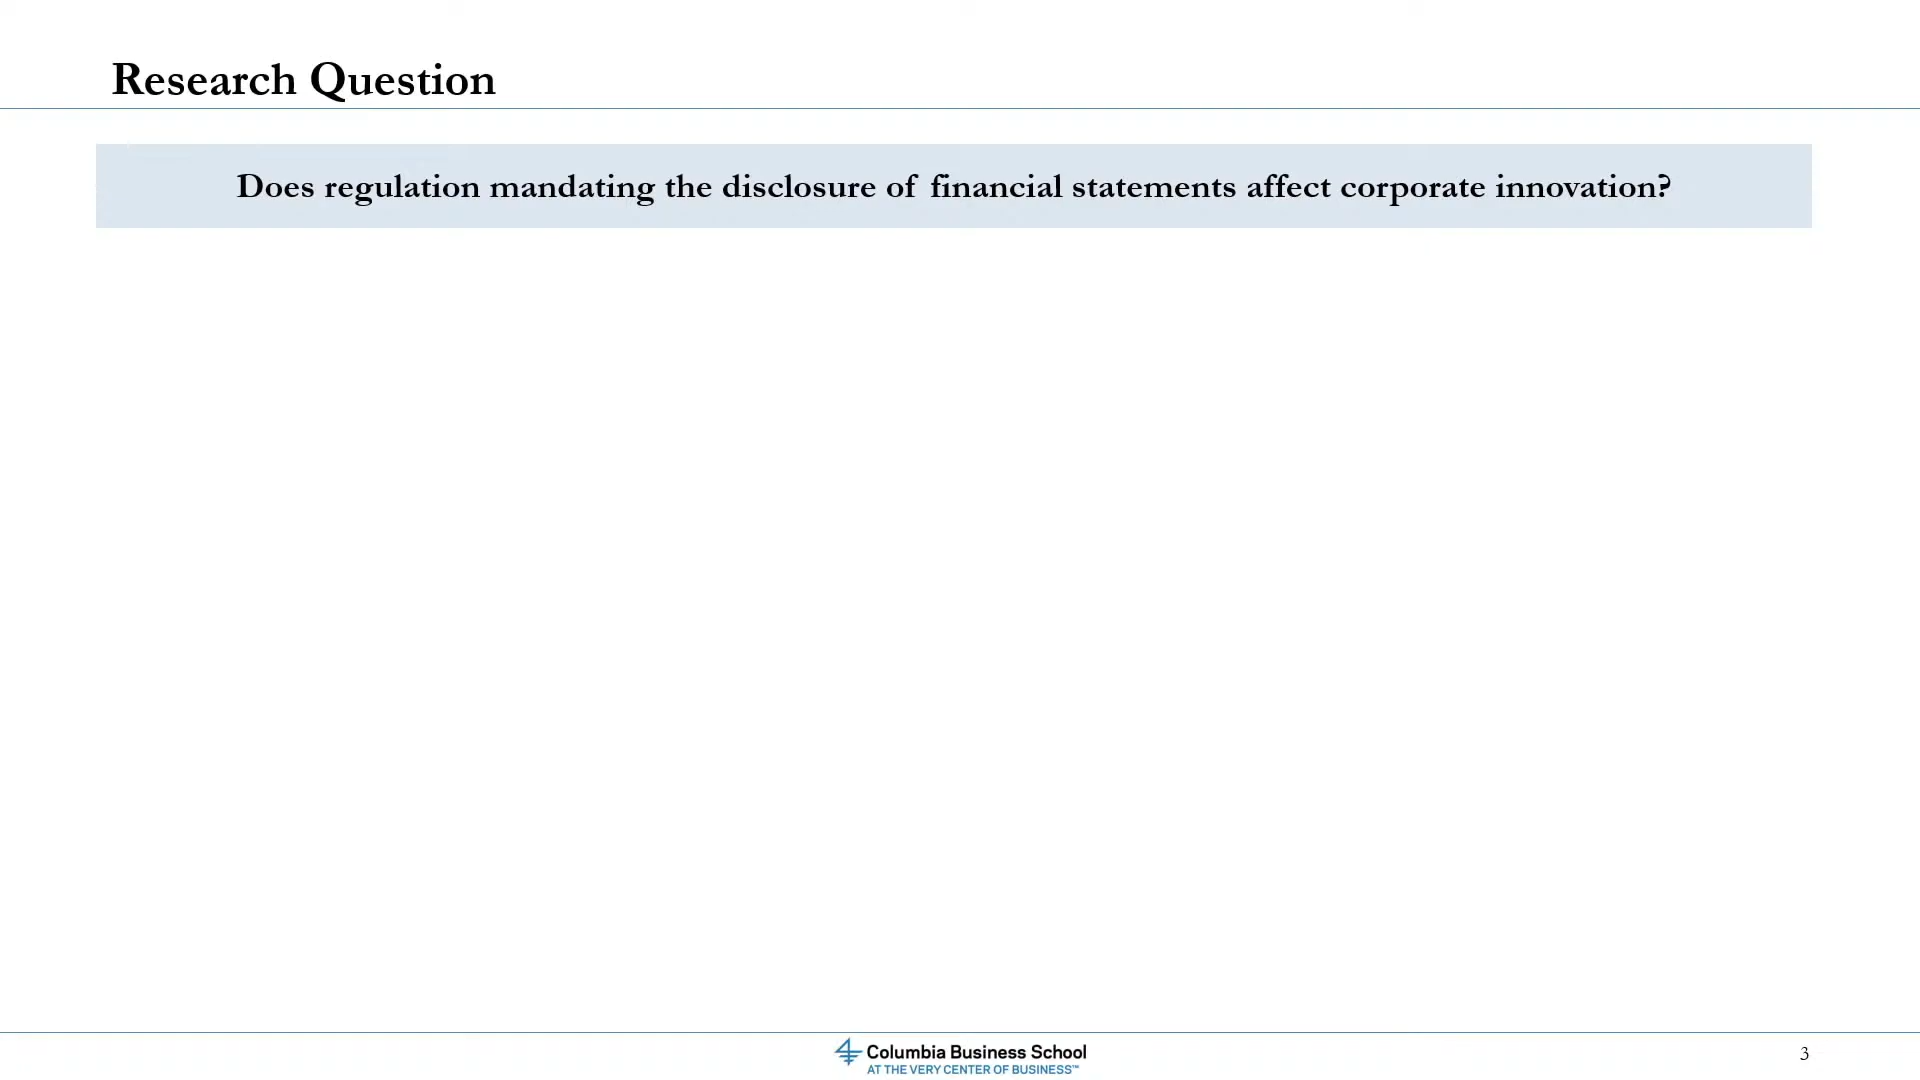 Research Question
Does regulation mandating the disclosure of financial statements affect corporate innovation?
Columbia Business School
AT THE VERY CENTER OF BUSINESS™
3